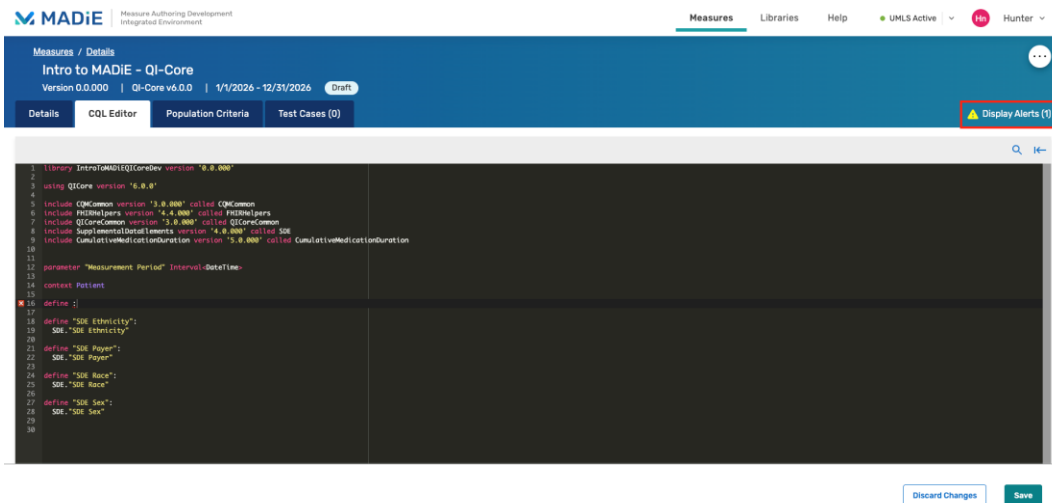 MADiE
Measure Authoring Development
Integrated Environment
Measures
Libraries
Help
UMLS Active
Hn
Hunter
Measures / Details
Intro to MADiE - QI-Core
Version 0.0.000 | QI-Core v6.0.0 | 1/1/2026 - 12/31/2026 Draft
Details
CQL Editor
Population Criteria
Test Cases (0)
Display Alerts (1)
1 library IntroToMADiEQICoreDev version '0.0.000'
2
3 using QICore version '6.0.0'
4
5 include CQMCommon version '3.0.000' called CQMCommon
6 include FHIRHelpers version '4.4.000' called FHIRHelpers
7 include QICoreCommon version '3.0.000' called QICoreCommon
8 include SupplementalDataElements version '4.0.000' called SDE
9 include CumulativeMedicationDuration version '5.0.000' called CumulativeMedicationDuration
10
11
12 parameter "Measurement Period" Interval<DateTime>
13
14 context Patient
15
16 define :
17
18 define "SDE Ethnicity":
19 SDE."SDE Ethnicity"
20
21 define "SDE Payer":
22 SDE."SDE Payer"
23
24 define "SDE Race":
25 SDE."SDE Race"
26
27 define "SDE Sex":
28 SDE."SDE Sex"
29
30
Discard Changes
Save